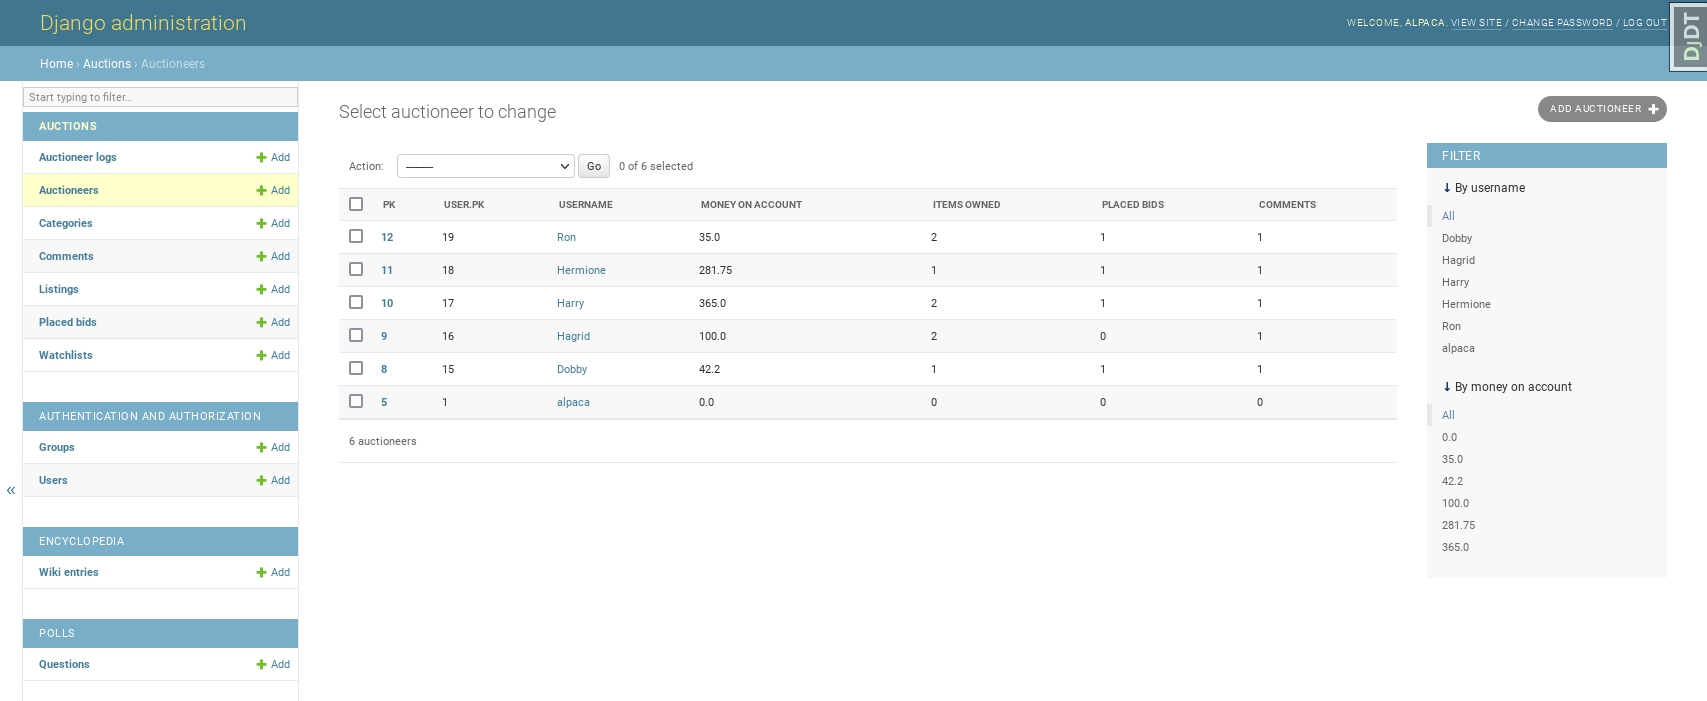 Django administration
WELCOME, ALPACA. VIEW SITE / CHANGE PASSWORD / LOG OUT
DjDT
Home › Auctions › Auctioneers
Start typing to filter...
AUCTIONS
Auctioneer logs Add
Auctioneers Add
Categories Add
Comments Add
Listings Add
Placed bids Add
Watchlists Add
AUTHENTICATION AND AUTHORIZATION
Groups Add
Users Add
«
ENCYCLOPEDIA
Wiki entries Add
POLLS
Questions Add
Select auctioneer to change
ADD AUCTIONEER
Action: --------- Go 0 of 6 selected
PK USER.PK USERNAME MONEY ON ACCOUNT ITEMS OWNED PLACED BIDS COMMENTS
12 19 Ron 35.0 2 1 1
11 18 Hermione 281.75 1 1 1
10 17 Harry 365.0 2 1 1
9 16 Hagrid 100.0 2 0 1
8 15 Dobby 42.2 1 1 1
5 1 alpaca 0.0 0 0 0
6 auctioneers
FILTER
↓ By username
All
Dobby
Hagrid
Harry
Hermione
Ron
alpaca
↓ By money on account
All
0.0
35.0
42.2
100.0
281.75
365.0